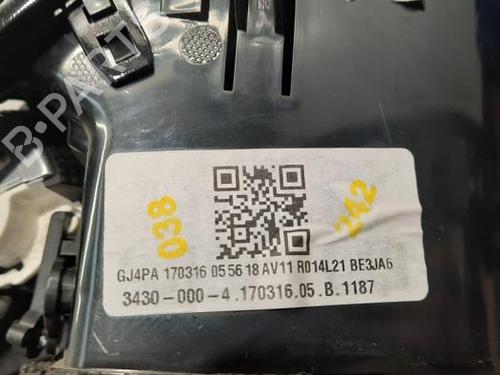 B-PARTS
038
242
GJ4PA 170316 05 56 18 AV11 R014L21 BE3JA6
3430-000-4.170316.05.B.1187